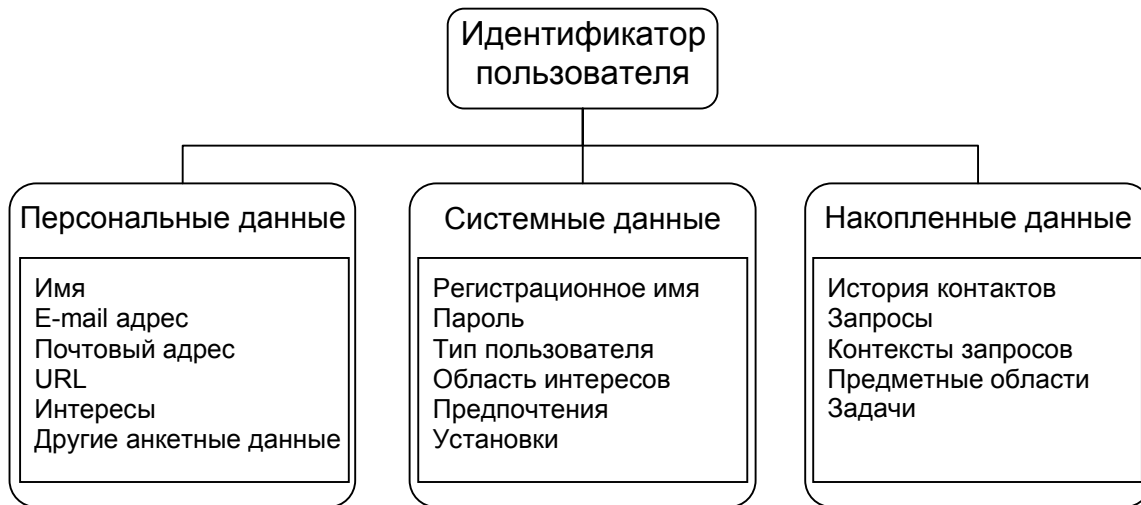 Идентификатор
пользователя
Персональные данные
Имя
E-mail адрес
Почтовый адрес
URL
Интересы
Другие анкетные данные
Системные данные
Регистрационное имя
Пароль
Тип пользователя
Область интересов
Предпочтения
Установки
Накопленные данные
История контактов
Запросы
Контексты запросов
Предметные области
Задачи